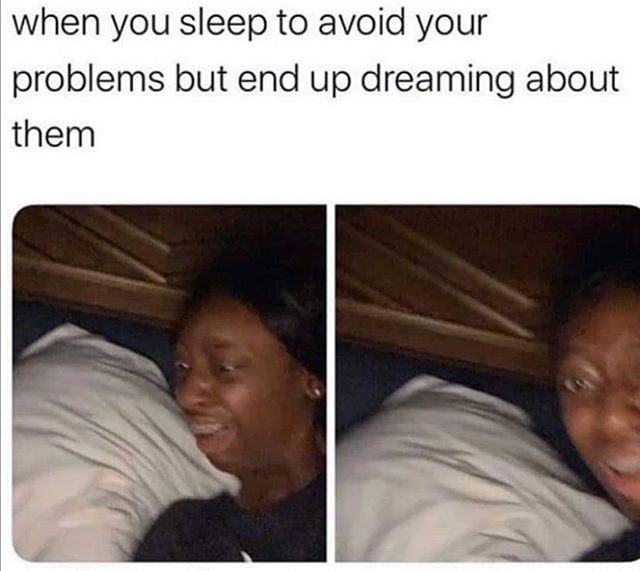 when you sleep to avoid your
problems but end up dreaming about
them